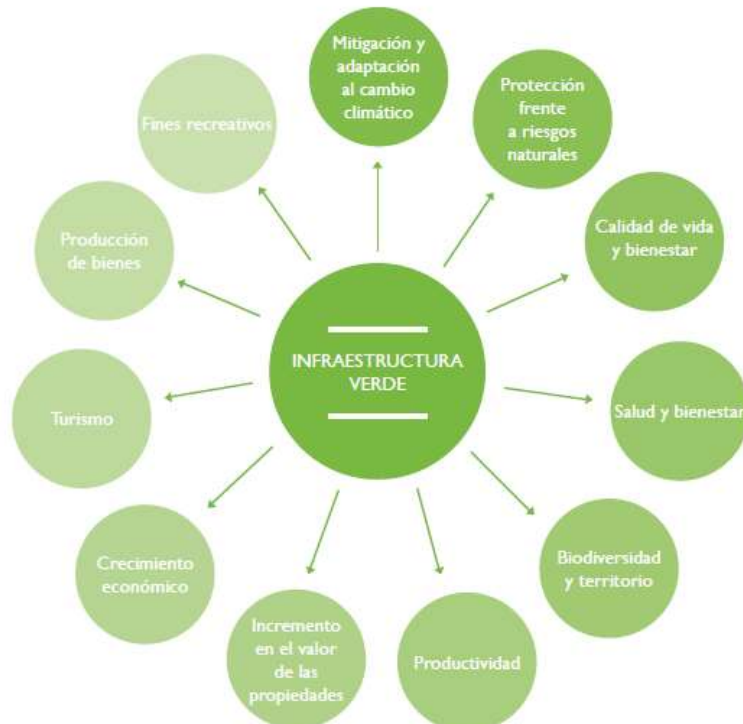 Mitigación y
adaptación
al cambio
climático
Protección
frente
a riesgos
naturales
Calidad de vida
y bienestar
Salud y bienestar
Biodiversidad
y territorio
Productividad
Incremento
en el valor
de las
propiedades
Crecimiento
económico
Turismo
Producción
de bienes
Fines recreativos
INFRAESTRUCTURA
VERDE